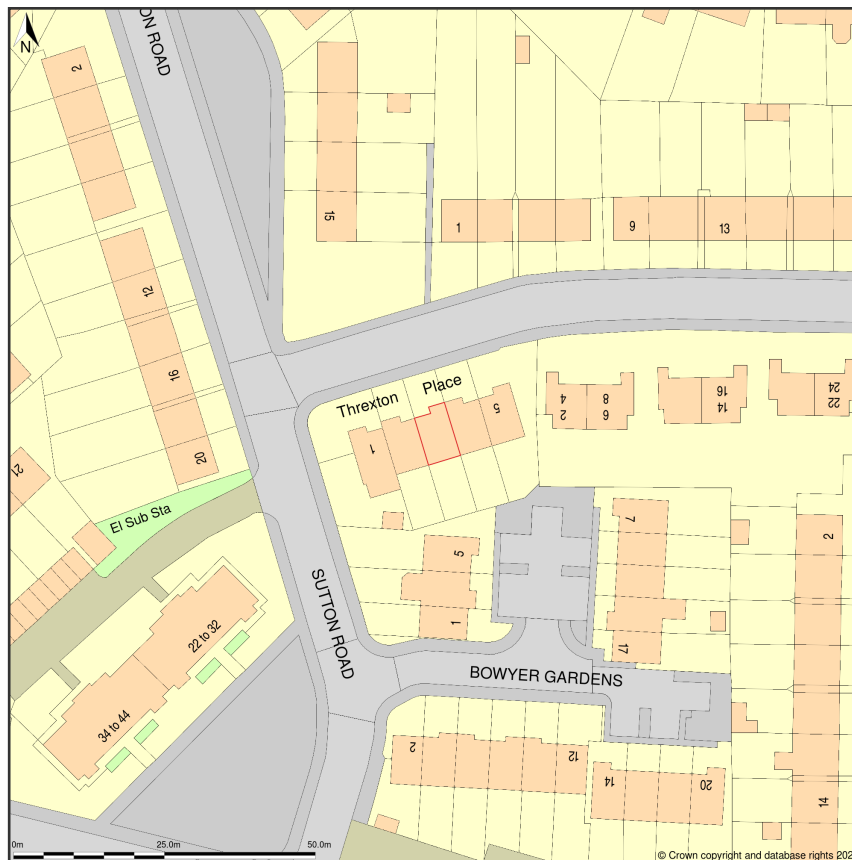 N
ON ROAD
2
15
1
9
13
12
16
20
Threxton Place
1
5
4
2
8
6
16
14
24
22
21
El Sub Sta
5
1
7
17
2
SUTTON ROAD
22 to 32
34 to 44
BOWYER GARDENS
2
12
14
20
14
0m 25.0m 50.0m
© Crown copyright and database rights 202